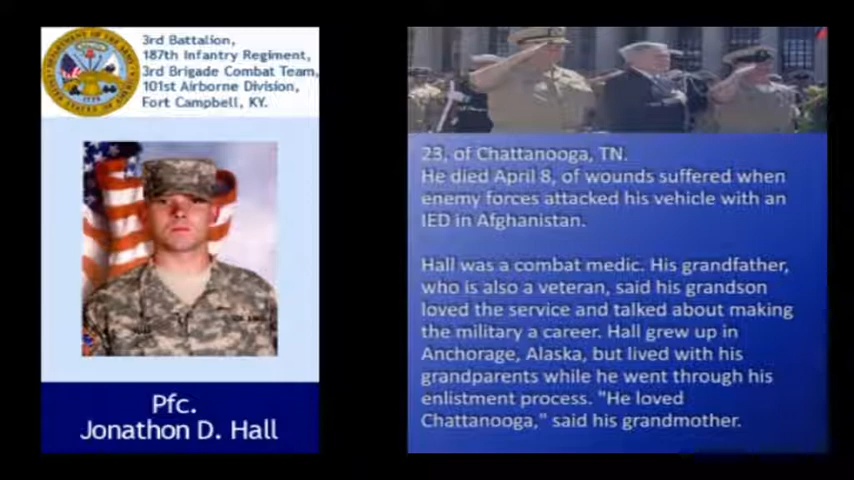 3rd Battalion,
187th Infantry Regiment,
3rd Brigade Combat Team,
101st Airborne Division,
Fort Campbell, KY.
Pfc.
Jonathon D. Hall
23, of Chattanooga, TN.
He died April 8, of wounds suffered when
enemy forces attacked his vehicle with an
IED in Afghanistan.
Hall was a combat medic. His grandfather,
who is also a veteran, said his grandson
loved the service and talked about making
the military a career. Hall grew up in
Anchorage, Alaska, but lived with his
grandparents while he went through his
enlistment process. "He loved
Chattanooga," said his grandmother.